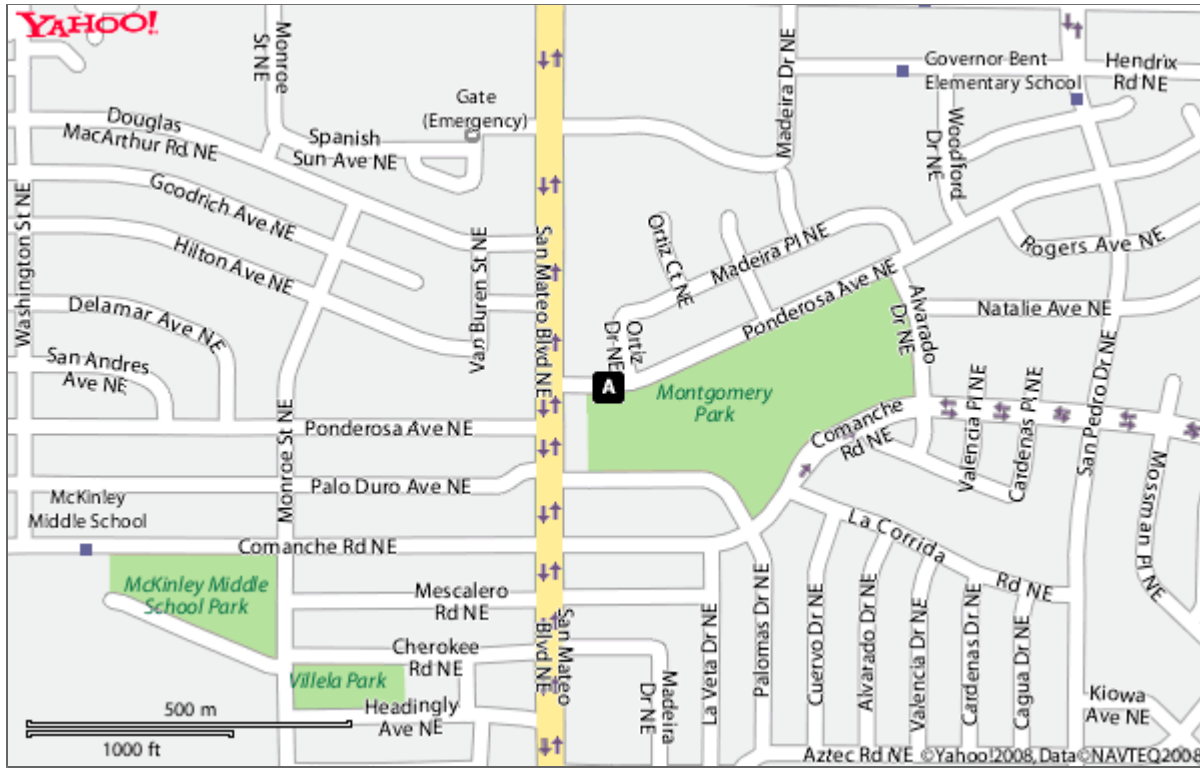 YAHOO!
Monroe
St NE
Madeira Dr NE
Governor Bent
Elementary School
Hendrix
Rd NE
Gate
(Emergency)
Douglas
MacArthur Rd NE
Spanish
Sun Ave NE
Woodford
Dr NE
Goodrich Ave NE
Washington St NE
Hilton Ave NE
Van Buren St NE
San Mateo Blvd NE
Ortiz Ct NE
Madeira Pl NE
Rogers Ave NE
Ponderosa Ave NE
Alvarado
Dr NE
Natalie Ave NE
Delamar Ave NE
Ortiz
Dr NE
San Andres
Ave NE
A
Montgomery
Park
Valencia Pl NE
Cardenas Pl NE
San Pedro Dr NE
Comanche
Rd NE
Monroe St NE
Ponderosa Ave NE
Palo Duro Ave NE
Mossman Pl NE
McKinley
Middle School
La Corrida
Rd NE
Comanche Rd NE
McKinley Middle
School Park
Mescalero
Rd NE
San Mateo
Blvd NE
La Veta Dr NE
Palomas Dr NE
Cuervo Dr NE
Alvarado Dr NE
Valencia Dr NE
Cardenas Dr NE
Cagua Dr NE
Cherokee
Rd NE
Villela Park
Madeira
Dr NE
Headingly
Ave NE
Kiowa
Ave NE
500 m
1000 ft
Aztec Rd NE
©Yahoo!2008, Data©NAVTEQ2008